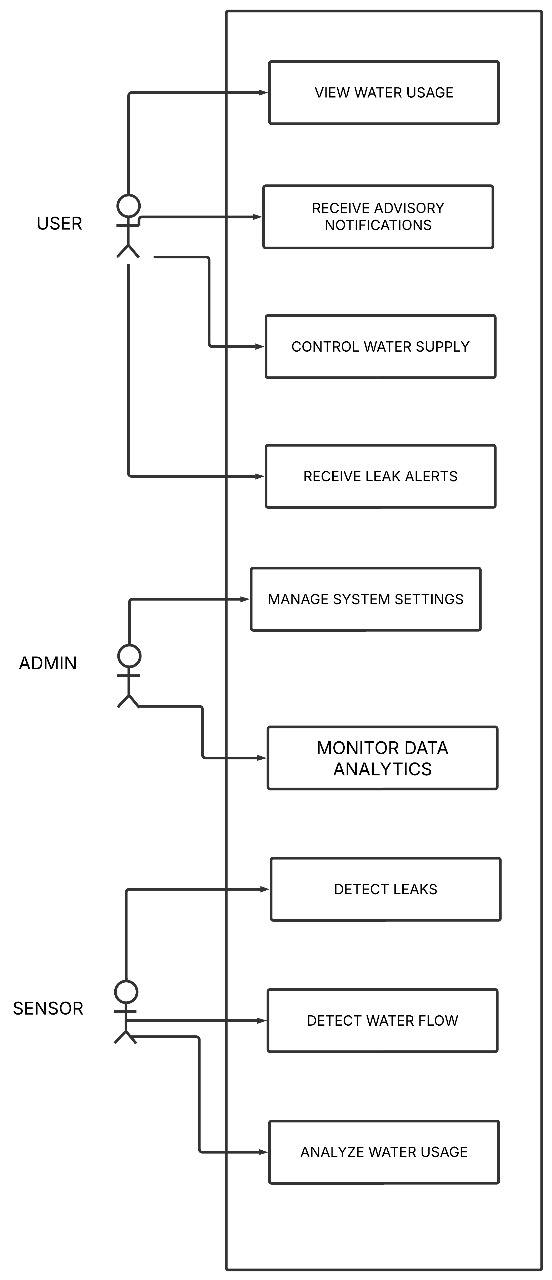 VIEW WATER USAGE
USER
RECEIVE ADVISORY
NOTIFICATIONS
CONTROL WATER SUPPLY
RECEIVE LEAK ALERTS
MANAGE SYSTEM SETTINGS
ADMIN
MONITOR DATA
ANALYTICS
DETECT LEAKS
SENSOR
DETECT WATER FLOW
ANALYZE WATER USAGE